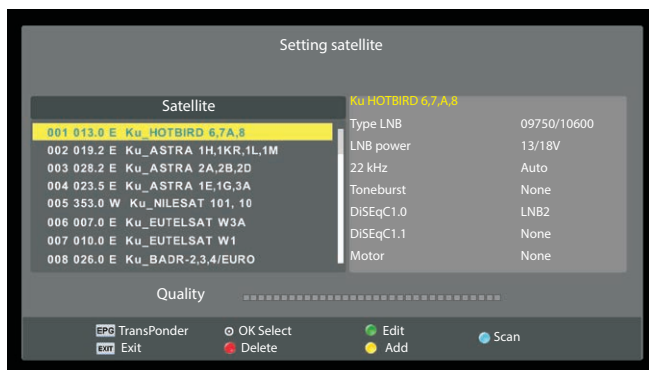 Setting satellite
Satellite
001 013.0 E Ku_HOTBIRD 6,7A,8
002 019.2 E Ku_ASTRA 1H,1KR,1L,1M
003 028.2 E Ku_ASTRA 2A,2B,2D
004 023.5 E Ku_ASTRA 1E,1G,3A
005 353.0 W Ku_NILESAT 101, 10
006 007.0 E Ku_EUTELSAT W3A
007 010.0 E Ku_EUTELSAT W1
008 026.0 E Ku_BADR-2,3,4/EURO
Ku HOTBIRD 6,7,A,8
Type LNB 09750/10600
LNB power 13/18V
22 kHz Auto
Toneburst None
DiSEqC1.0 LNB2
DiSEqC1.1 None
Motor None
Quality
EPG TransPonder OK Select Edit Scan
EXIT Exit Delete Add